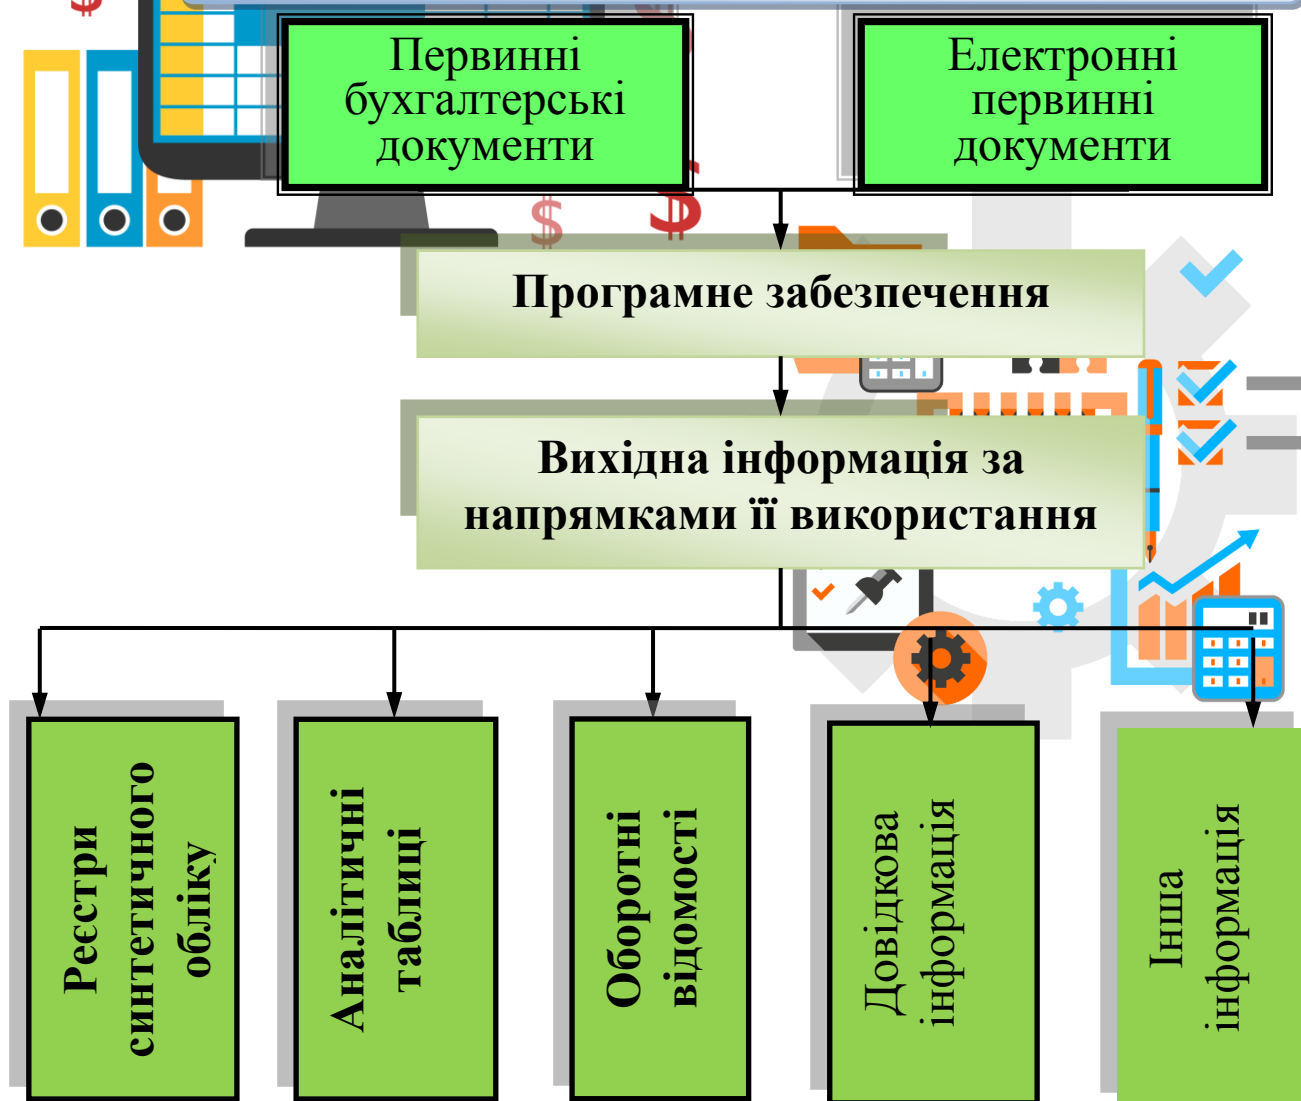 Первинні
бухгалтерські
документи
Електронні
первинні
документи
Програмне забезпечення
Вихідна інформація за
напрямками її використання
Реєстри
синтетичного
обліку
Аналітичні
таблиці
Оборотні
відомості
Довідкова
інформація
Інша
інформація